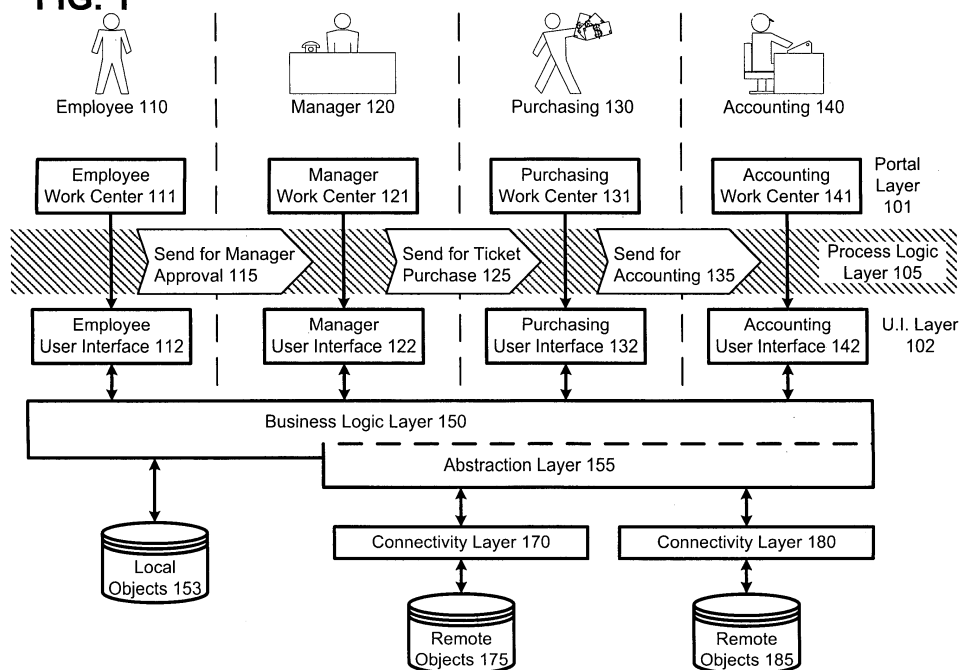 FIG. 1
Employee 110
Manager 120
Purchasing 130
Accounting 140
Employee
Work Center 111
Manager
Work Center 121
Purchasing
Work Center 131
Accounting
Work Center 141
Portal
Layer
101
Send for Manager
Approval 115
Send for Ticket
Purchase 125
Send for
Accounting 135
Process Logic
Layer 105
Employee
User Interface 112
Manager
User Interface 122
Purchasing
User Interface 132
Accounting
User Interface 142
U.I. Layer
102
Business Logic Layer 150
Abstraction Layer 155
Connectivity Layer 170
Connectivity Layer 180
Local
Objects 153
Remote
Objects 175
Remote
Objects 185